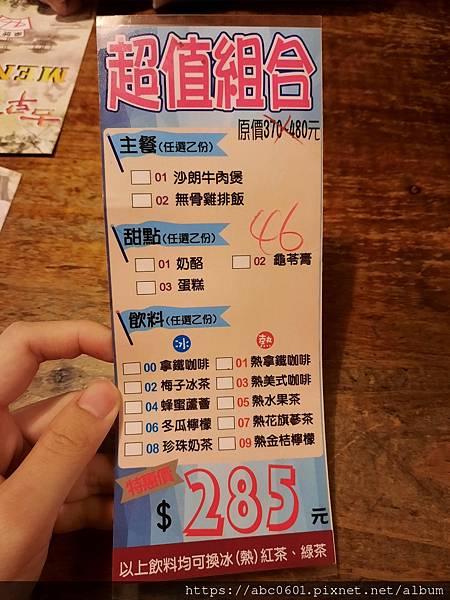 超值組合
原價370-480元
主餐(任選乙份)
01 沙朗牛肉煲
02 無骨雞排飯
46
甜點(任選乙份)
01 奶酪 02 龜苓膏
03 蛋糕
飲料(任選乙份)
冰 熱
00 拿鐵咖啡 01 熱拿鐵咖啡
02 梅子冰茶 03 熱美式咖啡
04 蜂蜜蘆薈 05 熱水果茶
06 冬瓜檸檬 07 熱花旗蔘茶
08 珍珠奶茶 09 熱金桔檸檬
特惠價
$ 285 元
以上飲料均可換冰(熱)紅茶、綠茶
MEN
https://abc0601.pixnet.net/album